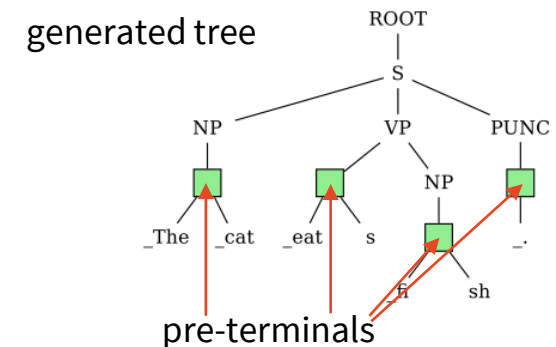 generated tree
ROOT
S
NP VP PUNC
NP
_The _cat _eat s _.
_fi sh
pre-terminals